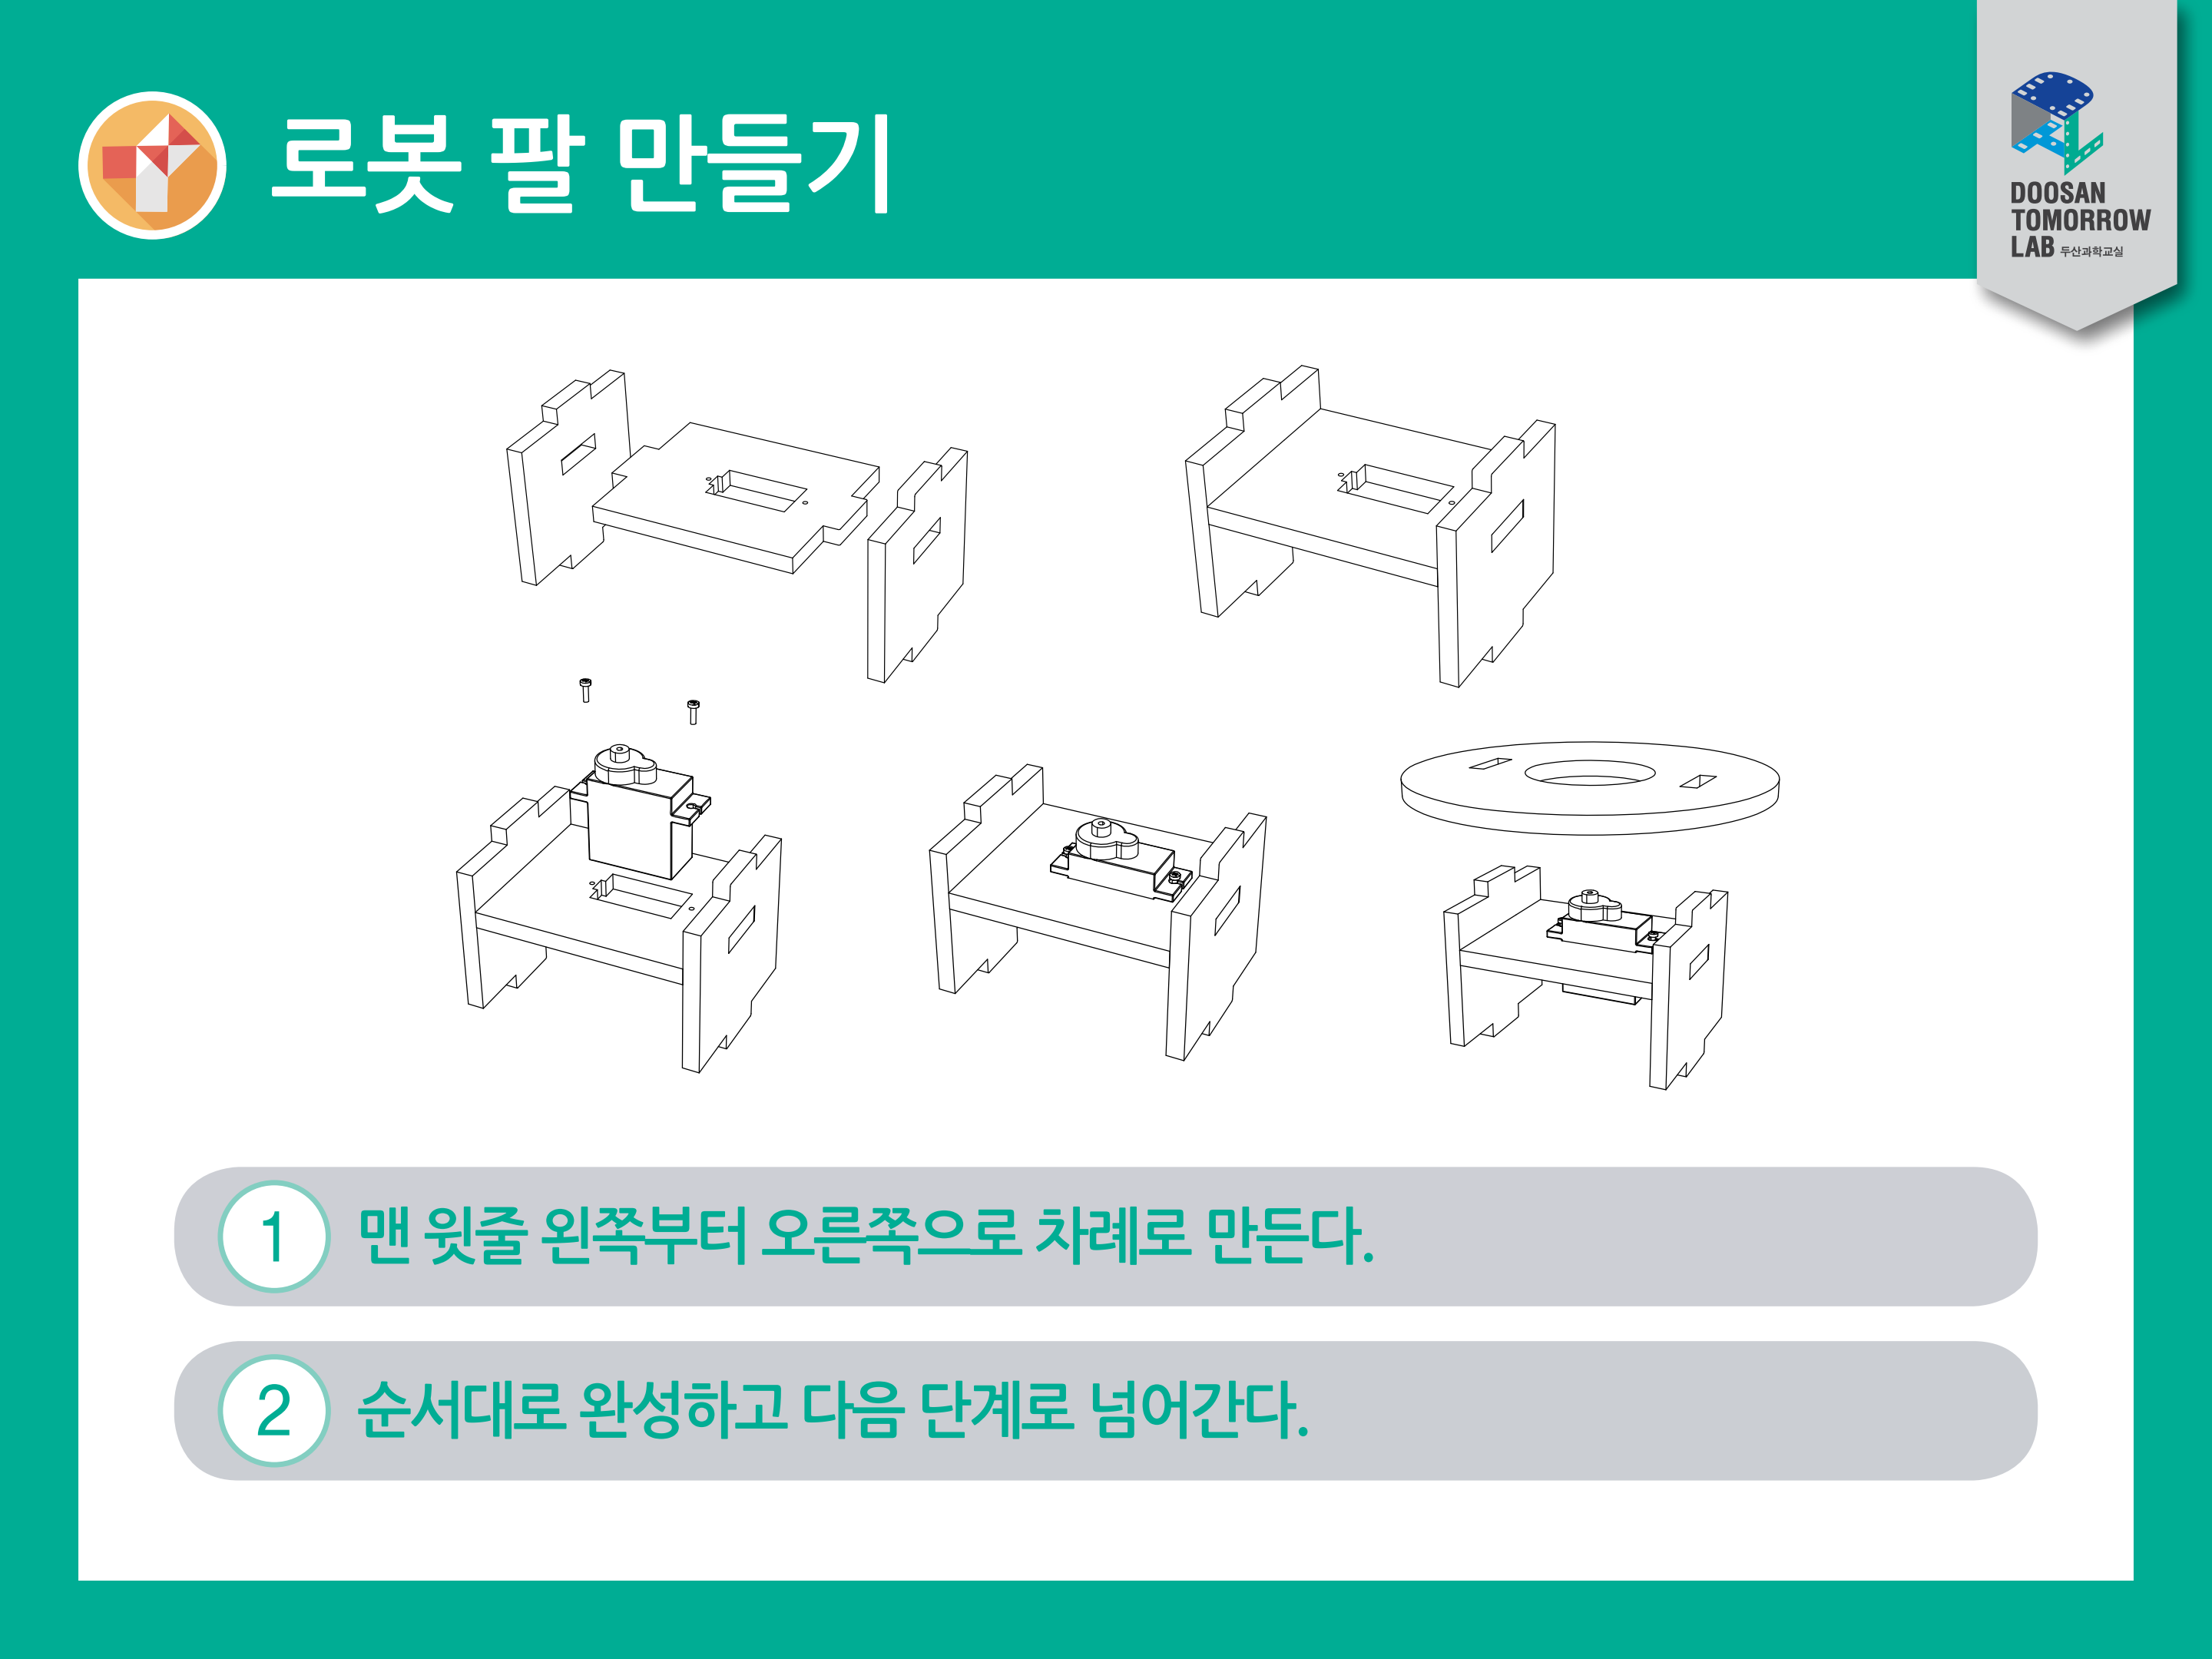 로봇 팔 만들기
DOOSAN
TOMORROW
LAB 두산과학교실
1 맨 윗줄 왼쪽부터 오른쪽으로 차례로 만든다.
2 순서대로 완성하고 다음 단계로 넘어간다.